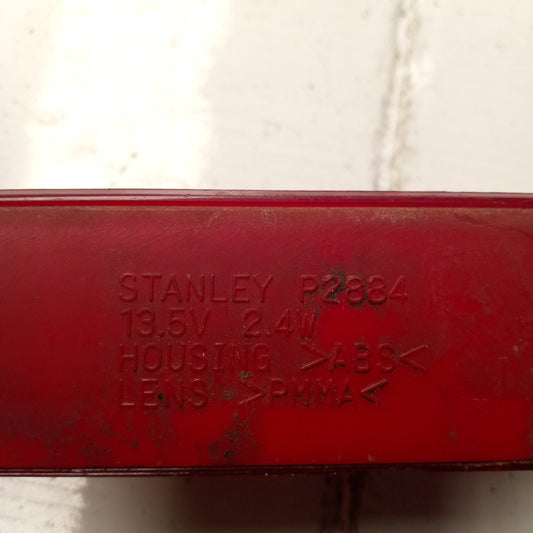 STANLEY P2884
13.5V 2.4W
HOUSING >ABS<
LENS >PMMA<